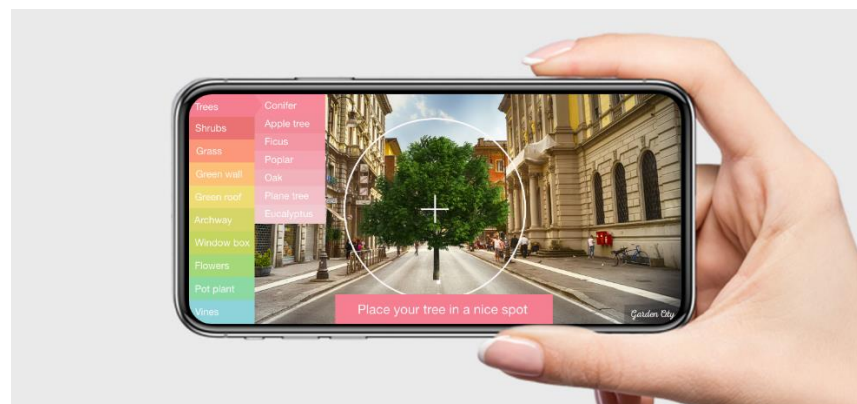 Trees
Shrubs
Grass
Green wall
Green roof
Archway
Window box
Flowers
Pot plant
Vines
Conifer
Apple tree
Ficus
Poplar
Oak
Plane tree
Eucalyptus
Place your tree in a nice spot
Garden City